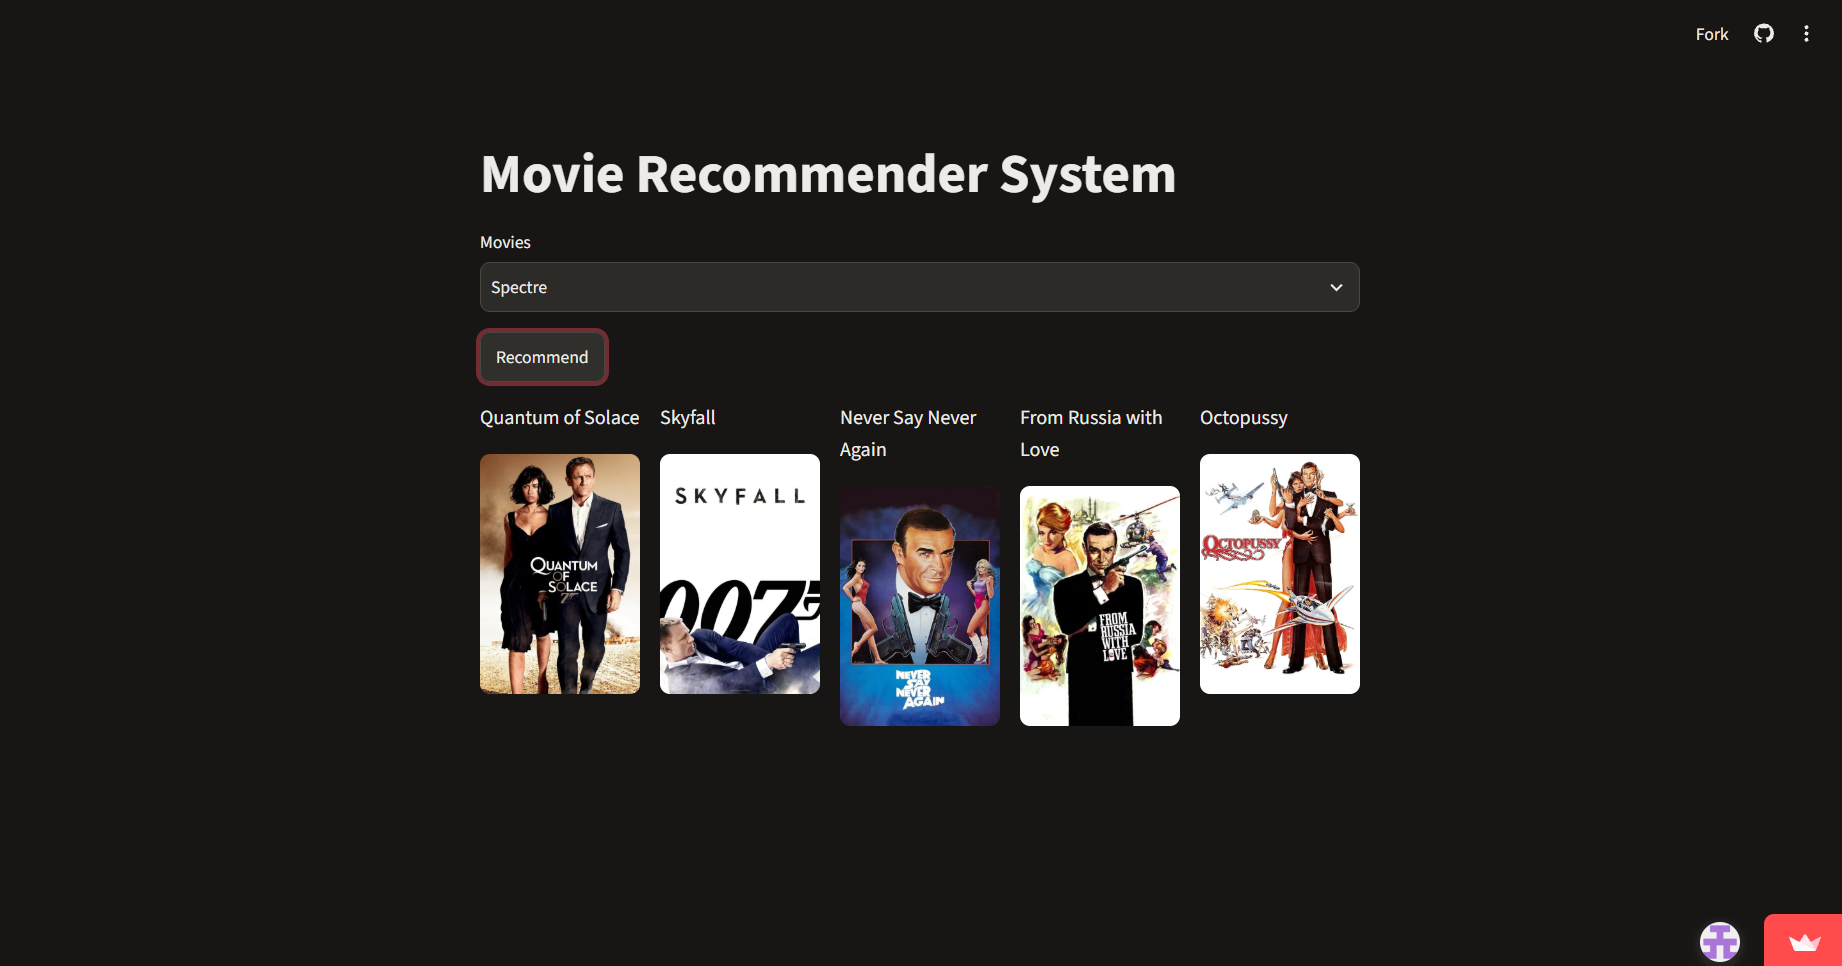 Fork
Movie Recommender System
Movies
Spectre
Recommend
Quantum of Solace
Skyfall
Never Say Never
Again
From Russia with
Love
Octopussy
QUANTUM
OF
SOLACE
SKYFALL
007
NEVER
SAY
NEVER
AGAIN
FROM
RUSSIA
WITH
LOVE
OCTOPUSSY